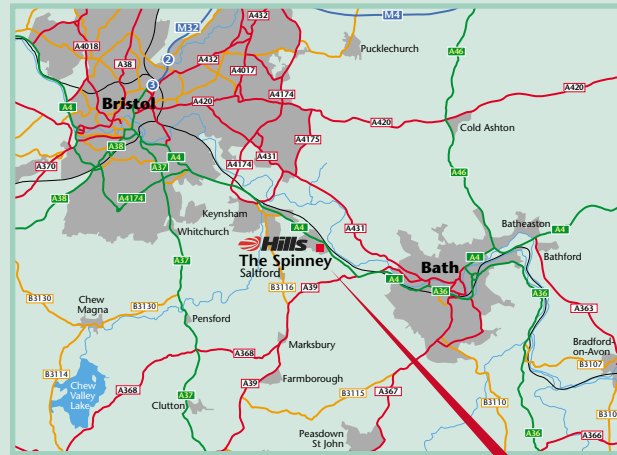 A432
M4
M32
Pucklechurch
A4018
A38
A432
2
A46
A4017
3
A4174
A420
A420
A4
Bristol
A420
Cold Ashton
A38
A4175
A4
A431
A37
A370
A4174
A46
A38
A4174
Keynsham
Batheaston
Whitchurch
A4
A431
A4
Hills
A4
Bathford
The Spinney
Bath
A37
Saltford
A4
A36
A36
B3116
A39
B3130
Chew
Magna
B3130
A363
Pensford
Marksbury
Bradford-
on-Avon
A368
B3107
B3114
Chew
Valley
Lake
A368
A39
Farmborough
B3115
A367
A37
B3110
Clutton
B310
Peasdown
St John
A36
A366